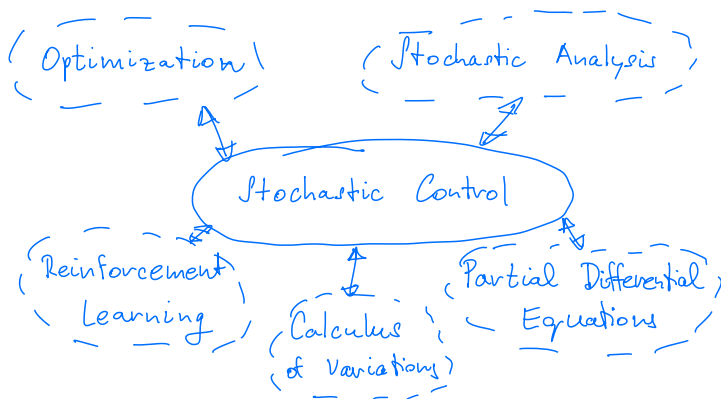 Optimization
Stochastic Analysis
Stochastic Control
Reinforcement
Learning
Calculus
of Variations
Partial Differential
Equations